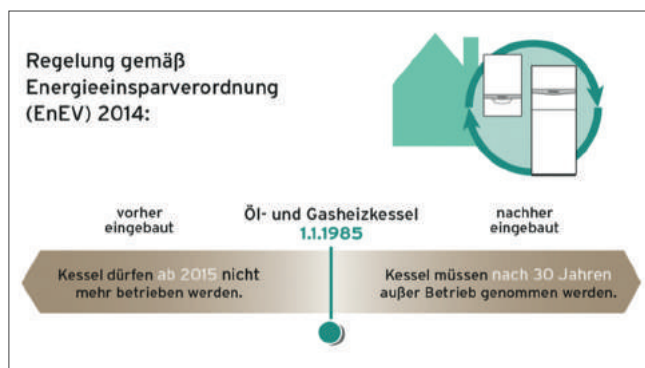 Regelung gemäß
Energieeinsparverordnung
(EnEV) 2014:
vorher
eingebaut
Öl- und Gasheizkessel
1.1.1985
nachher
eingebaut
Kessel dürfen ab 2015 nicht
mehr betrieben werden.
Kessel müssen nach 30 Jahren
außer Betrieb genommen werden.